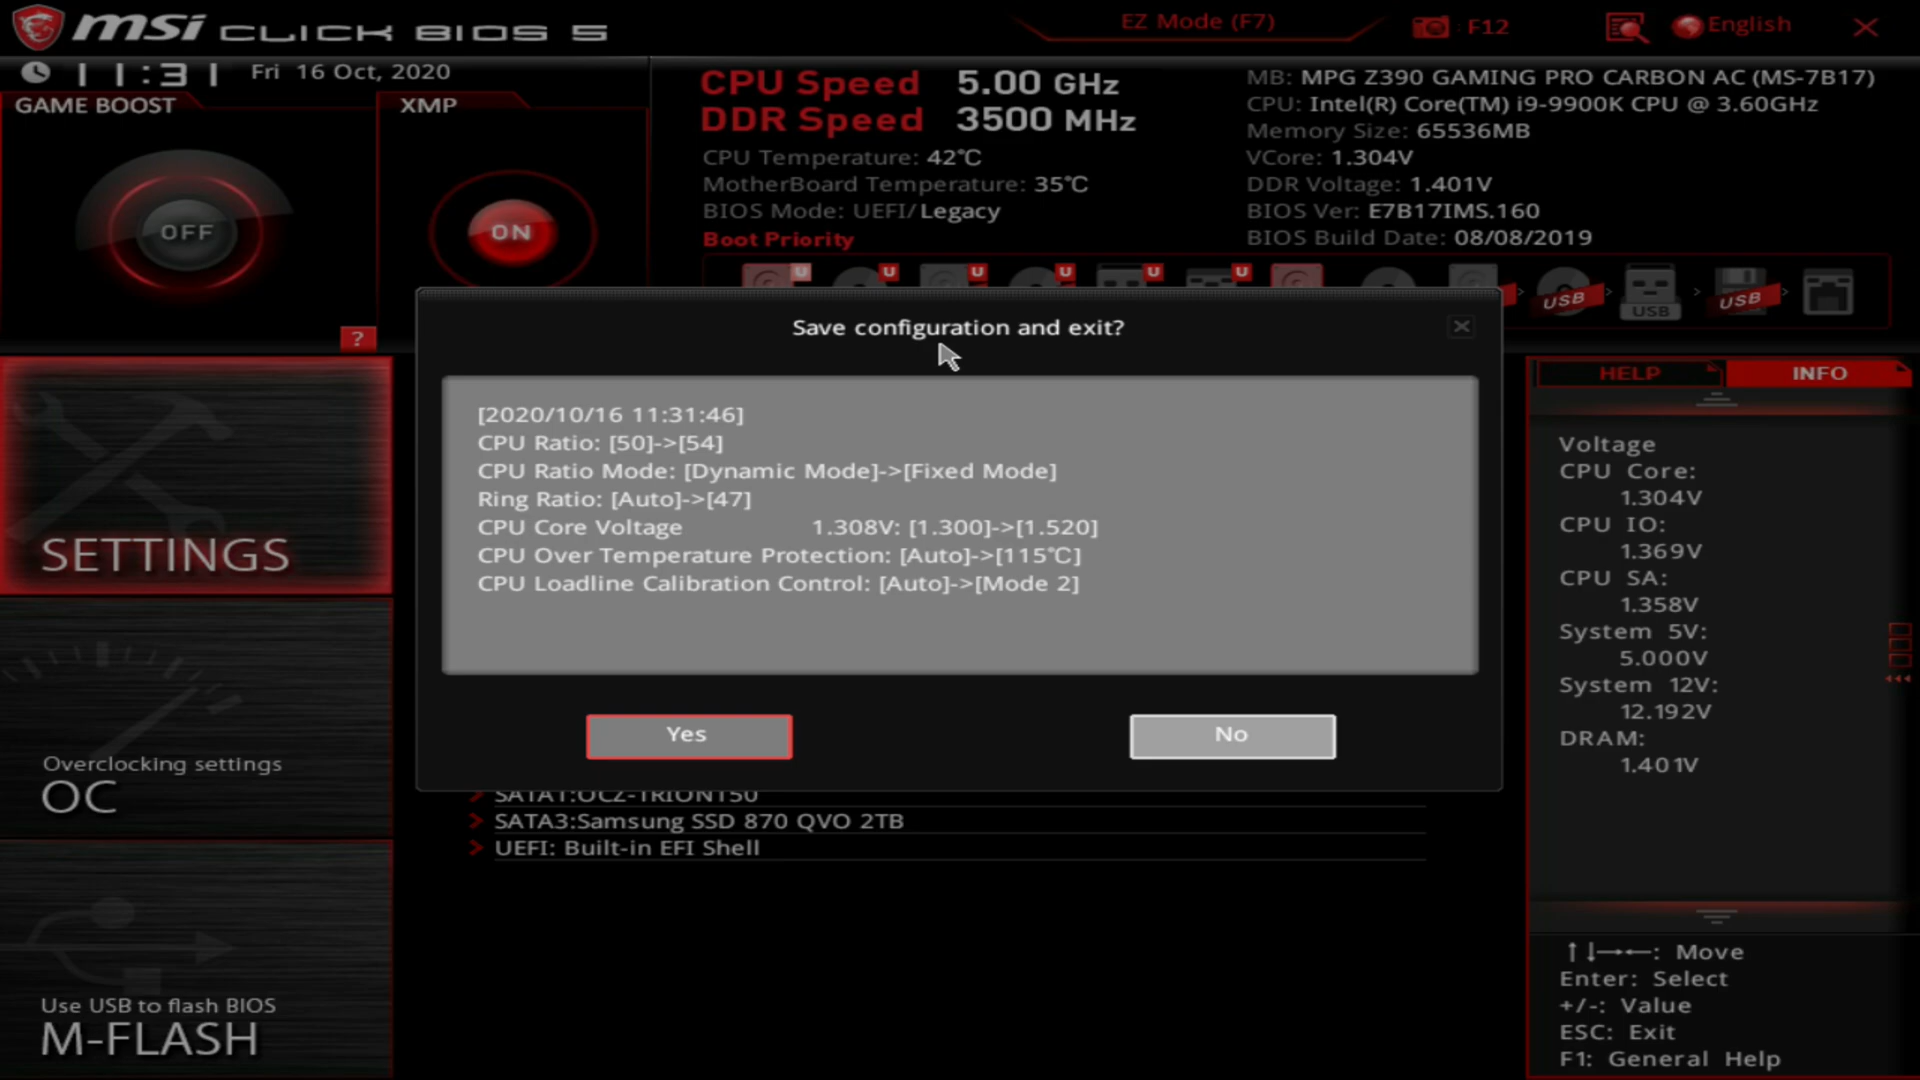 msi CLICK BIOS 5
EZ Mode (F7)
F12
English
11:31
Fri 16 Oct, 2020
GAME BOOST
XMP
OFF
ON
?
CPU Speed 5.00 GHz
DDR Speed 3500 MHz
CPU Temperature: 42°C
MotherBoard Temperature: 35°C
BIOS Mode: UEFI/Legacy
Boot Priority
MB: MPG Z390 GAMING PRO CARBON AC (MS-7B17)
CPU: Intel(R) Core(TM) i9-9900K CPU @ 3.60GHz
Memory Size: 65536MB
VCore: 1.304V
DDR Voltage: 1.401V
BIOS Ver: E7B17IMS.160
BIOS Build Date: 08/08/2019
U U U U U U
USB USB USB
Save configuration and exit?
[2020/10/16 11:31:46]
CPU Ratio: [50]->[54]
CPU Ratio Mode: [Dynamic Mode]->[Fixed Mode]
Ring Ratio: [Auto]->[47]
CPU Core Voltage 1.308V: [1.300]->[1.520]
CPU Over Temperature Protection: [Auto]->[115°C]
CPU Loadline Calibration Control: [Auto]->[Mode 2]
Yes
No
SATA1:OCZ-TRION150
SATA3:Samsung SSD 870 QVO 2TB
UEFI: Built-in EFI Shell
SETTINGS
Overclocking settings
OC
Use USB to flash BIOS
M-FLASH
HELP
INFO
Voltage
CPU Core:
1.304V
CPU IO:
1.369V
CPU SA:
1.358V
System 5V:
5.000V
System 12V:
12.192V
DRAM:
1.401V
↑↓→←: Move
Enter: Select
+/-: Value
ESC: Exit
F1: General Help